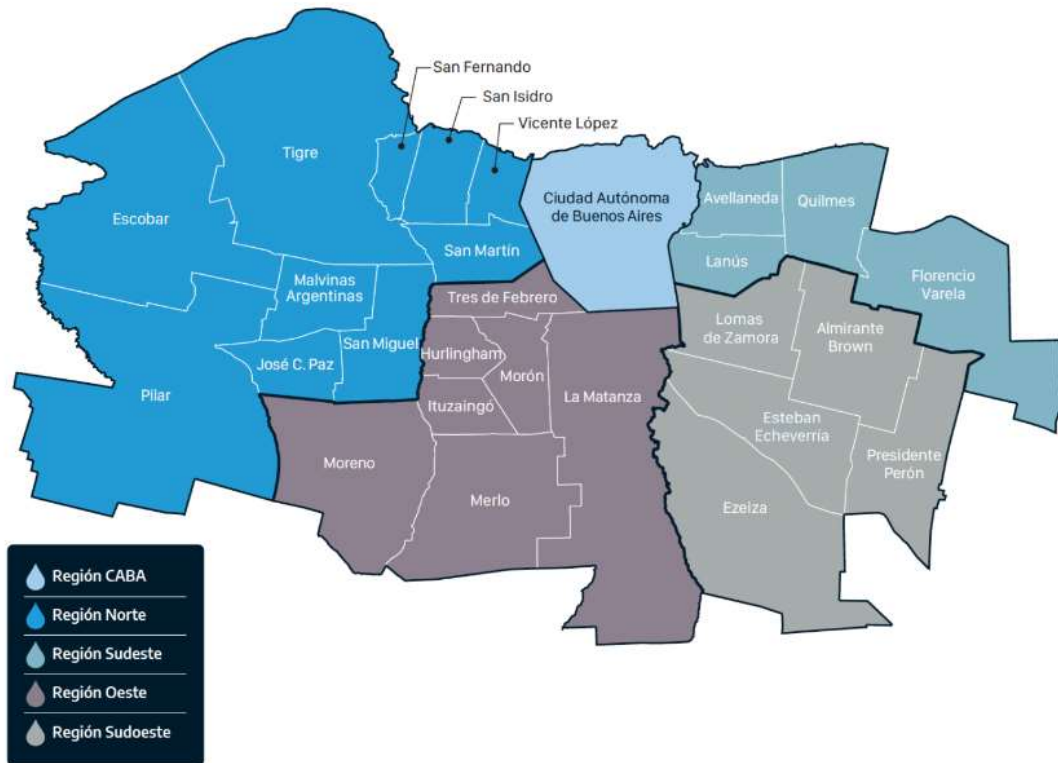 San Fernando
San Isidro
Vicente López
Tigre
Escobar
Ciudad Autónoma
de Buenos Aires
Avellaneda
Quilmes
San Martín
Lanús
Florencio
Varela
Malvinas
Argentinas
Tres de Febrero
Lomas
de Zamora
Almirante
Brown
José C. Paz
San Miguel
Hurlingham
Morón
Pilar
Ituzaingó
La Matanza
Esteban
Echeverría
Moreno
Presidente
Perón
Merlo
Ezeiza
Región CABA
Región Norte
Región Sudeste
Región Oeste
Región Sudoeste